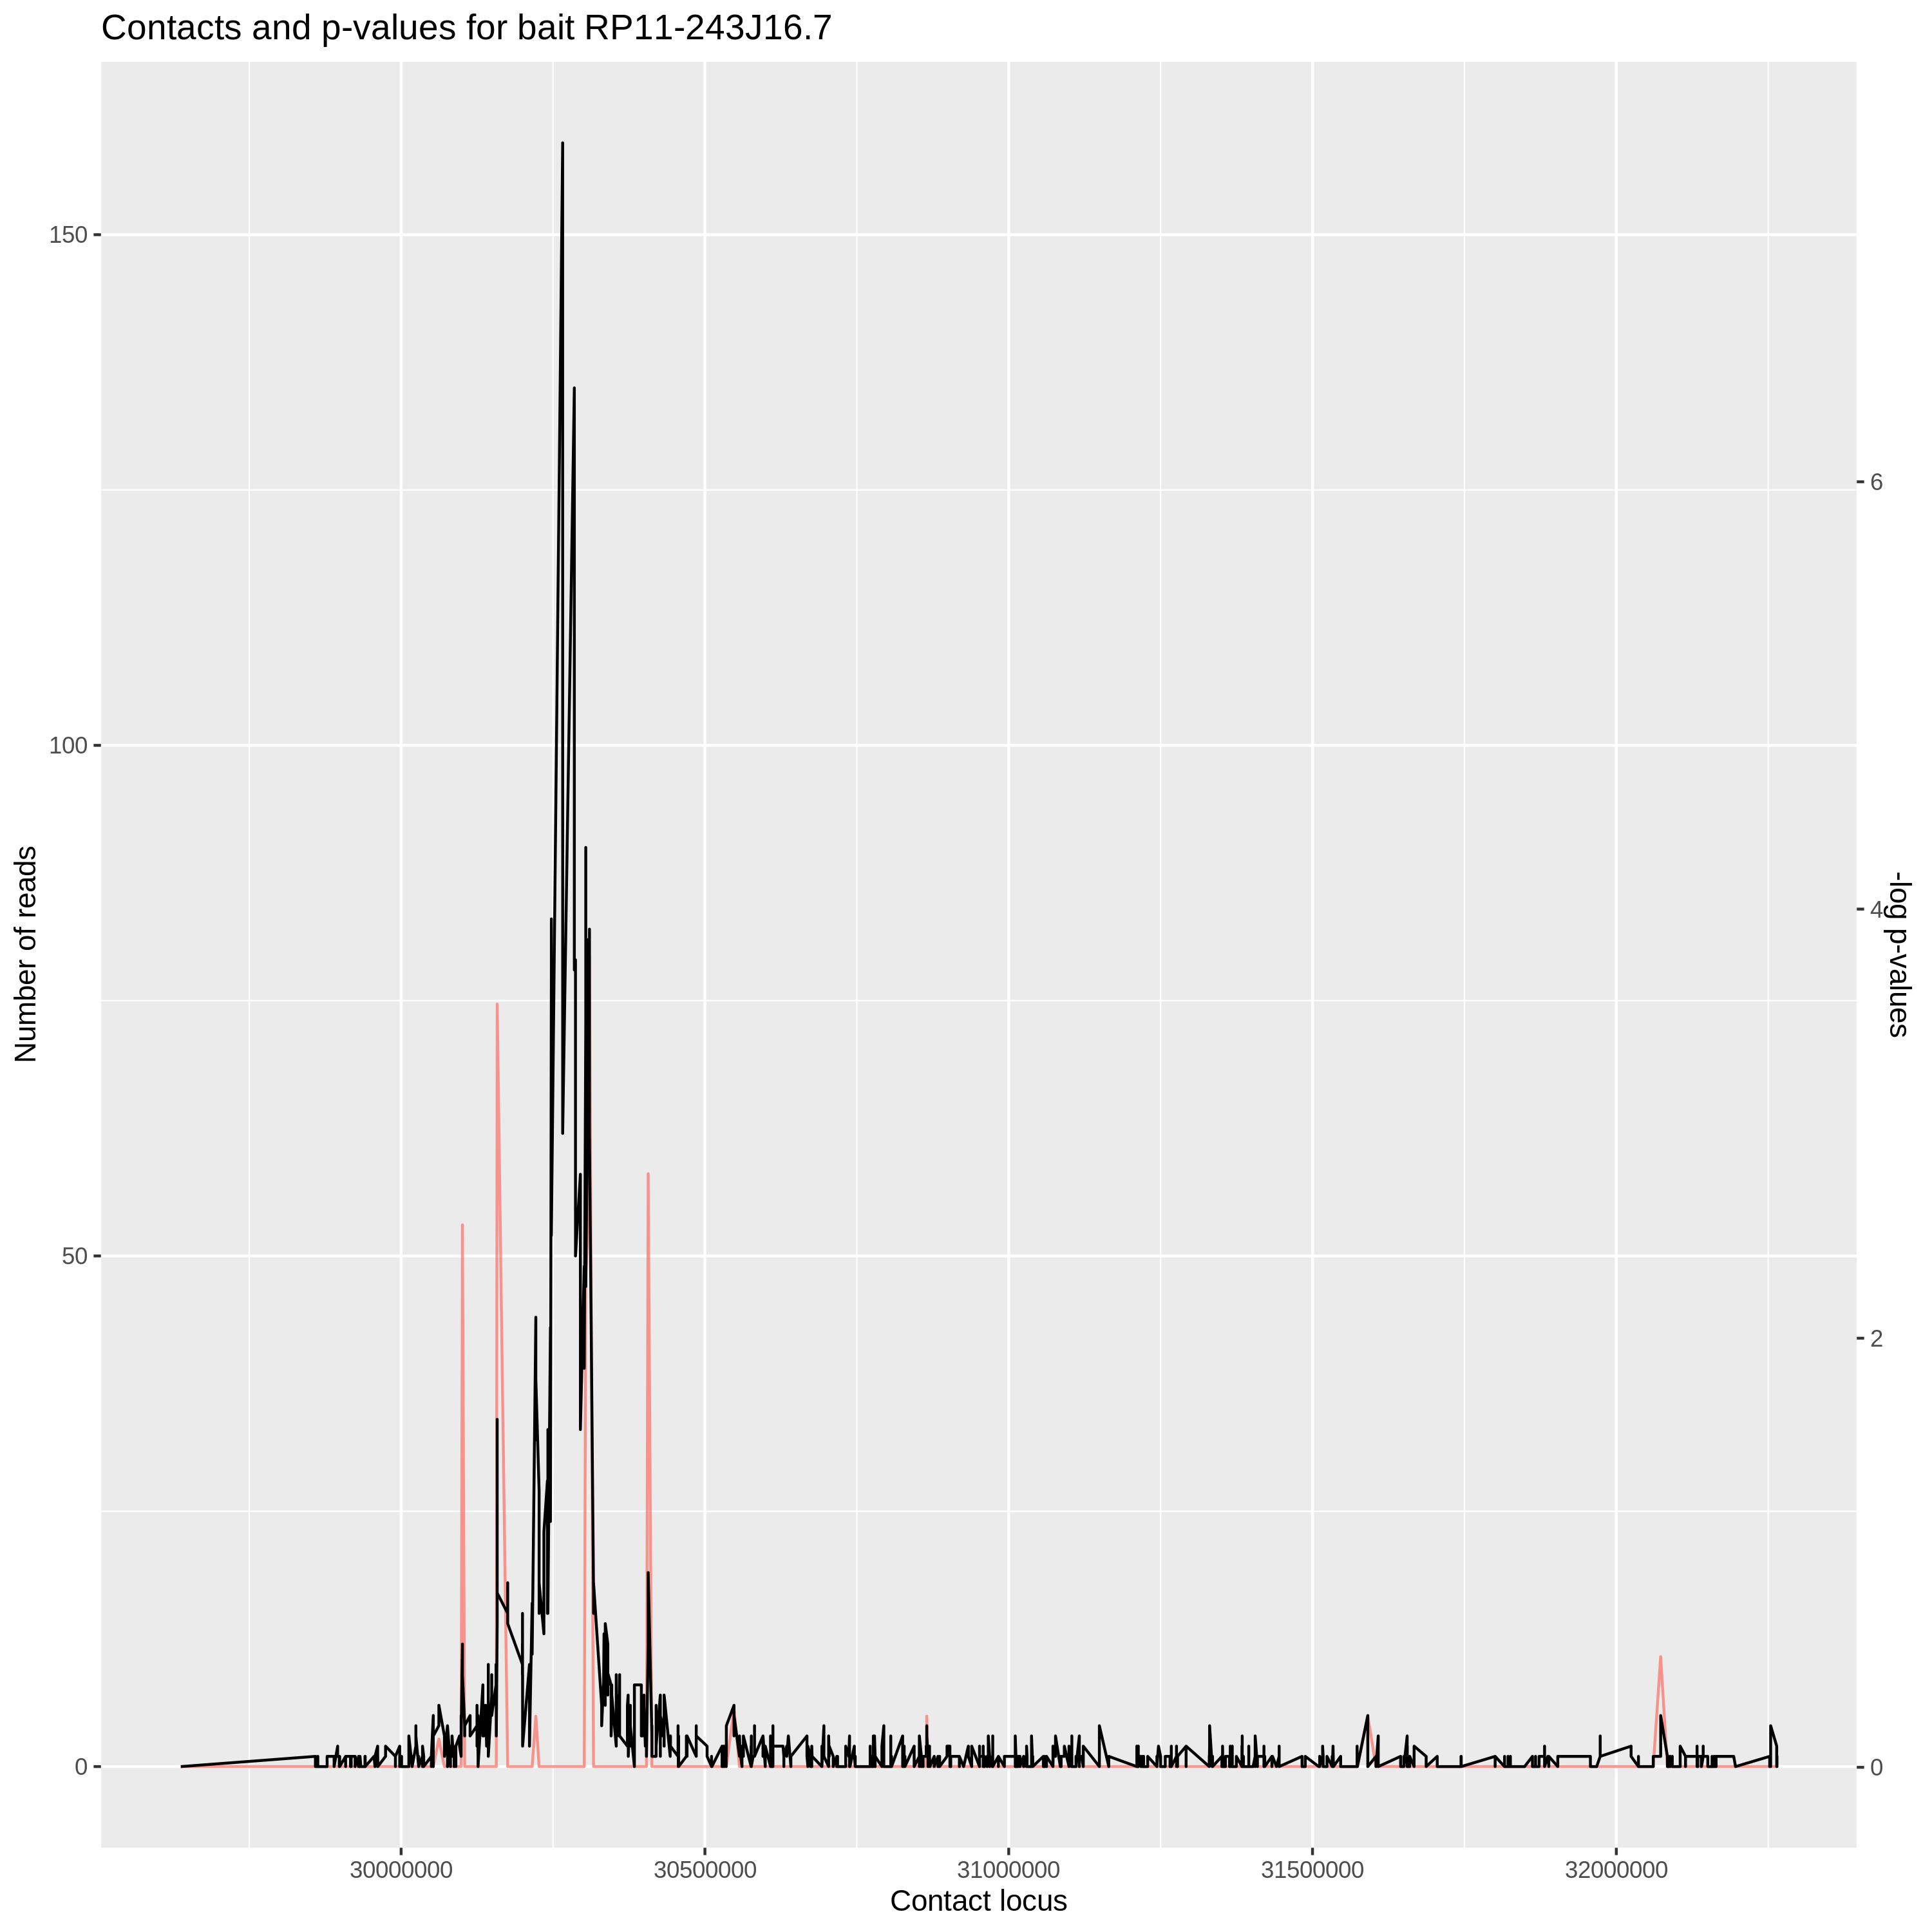 Contacts and p-values for bait RP11-243J16.7
Number of reads
150
100
50
0
6
4
2
0
-log p-values
30000000 30500000 31000000 31500000 32000000
Contact locus